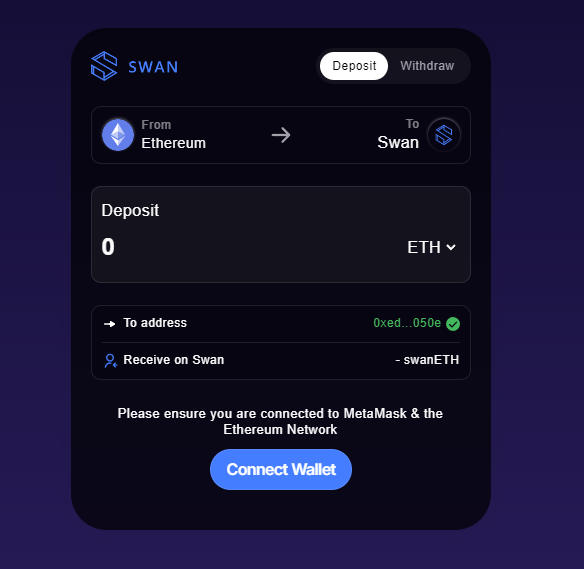 SWAN
Deposit
Withdraw
From
Ethereum
To
Swan
Deposit
0
ETH
To address
0xed...050e
Receive on Swan
- swanETH
Please ensure you are connected to MetaMask & the
Ethereum Network
Connect Wallet